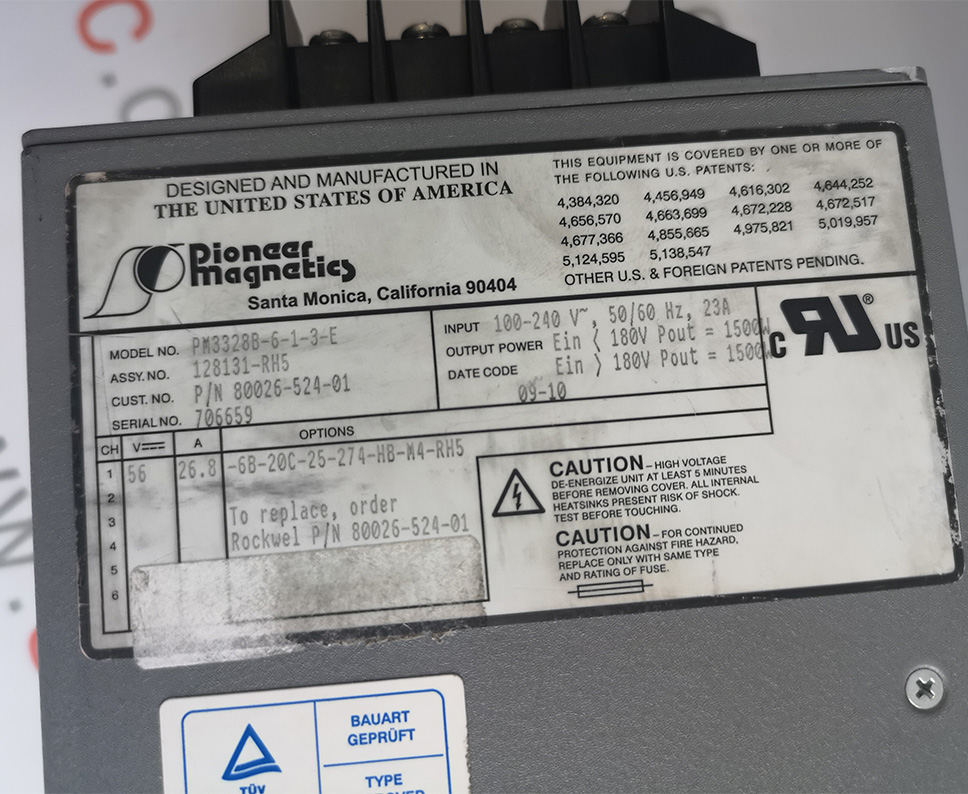 DESIGNED AND MANUFACTURED IN
THE UNITED STATES OF AMERICA
Pioneer
magnetics
Santa Monica, California 90404
THIS EQUIPMENT IS COVERED BY ONE OR MORE OF
THE FOLLOWING U.S. PATENTS:
4,384,320 4,456,949 4,616,302 4,644,252
4,656,570 4,663,699 4,672,228 4,672,517
4,677,366 4,855,665 4,975,821 5,019,957
5,124,595 5,138,547
OTHER U.S. & FOREIGN PATENTS PENDING.
MODEL NO. PM3328B-6-1-3-E
ASSY. NO. 128131-RH5
CUST. NO. P/N 80026-524-01
SERIAL NO. 706659
INPUT 100-240 V~, 50/60 Hz, 23A
OUTPUT POWER Ein < 180V Pout = 1500W
Ein > 180V Pout = 1500W
DATE CODE 09-10
c RU ® US
CH V A OPTIONS
1 56 26.8 -6B-20C-25-274-HB-M4-RH5
2
3 To replace, order
4 Rockwel P/N 80026-524-01
5
6
CAUTION – HIGH VOLTAGE
DE-ENERGIZE UNIT AT LEAST 5 MINUTES
BEFORE REMOVING COVER. ALL INTERNAL
HEATSINKS PRESENT RISK OF SHOCK.
TEST BEFORE TOUCHING.
CAUTION – FOR CONTINUED
PROTECTION AGAINST FIRE HAZARD,
REPLACE ONLY WITH SAME TYPE
AND RATING OF FUSE.
TÜV
BAUART
GEPRÜFT
TYPE